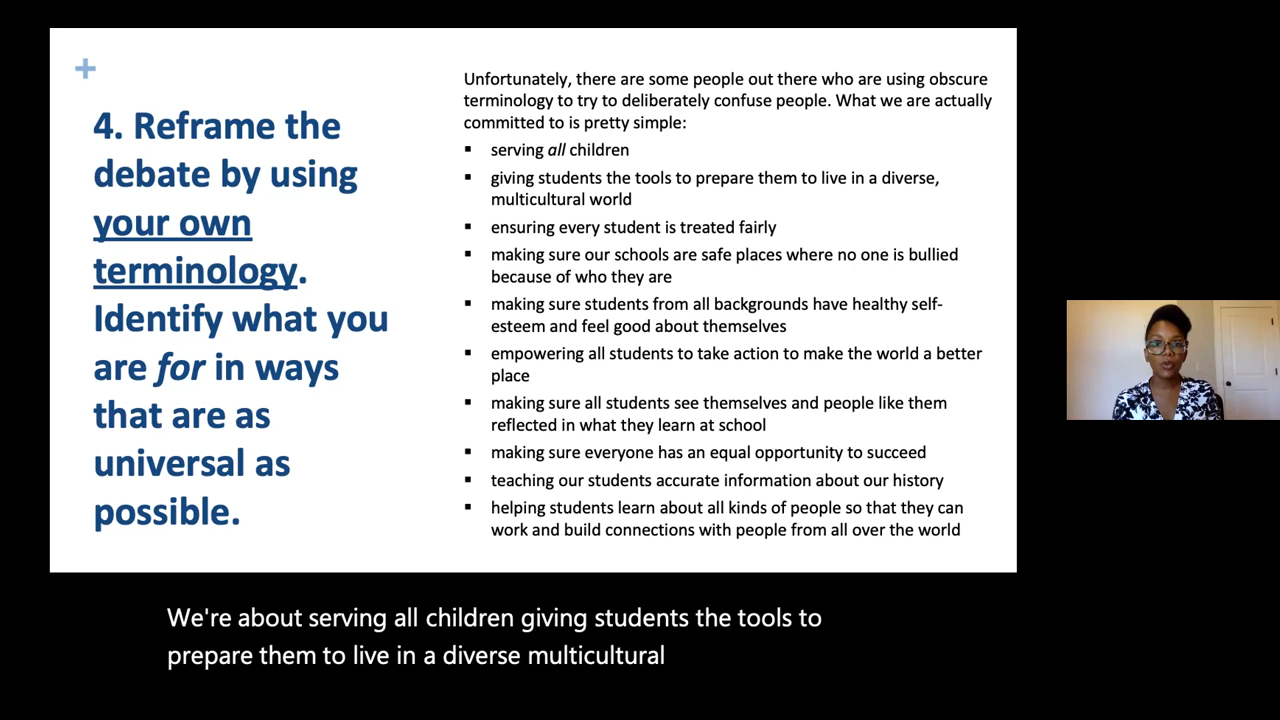 4. Reframe the
debate by using
your own
terminology.
Identify what you
are for in ways
that are as
universal as
possible.
Unfortunately, there are some people out there who are using obscure
terminology to try to deliberately confuse people. What we are actually
committed to is pretty simple:
▪ serving all children
▪ giving students the tools to prepare them to live in a diverse,
multicultural world
▪ ensuring every student is treated fairly
▪ making sure our schools are safe places where no one is bullied
because of who they are
▪ making sure students from all backgrounds have healthy self-
esteem and feel good about themselves
▪ empowering all students to take action to make the world a better
place
▪ making sure all students see themselves and people like them
reflected in what they learn at school
▪ making sure everyone has an equal opportunity to succeed
▪ teaching our students accurate information about our history
▪ helping students learn about all kinds of people so that they can
work and build connections with people from all over the world
We're about serving all children giving students the tools to
prepare them to live in a diverse multicultural